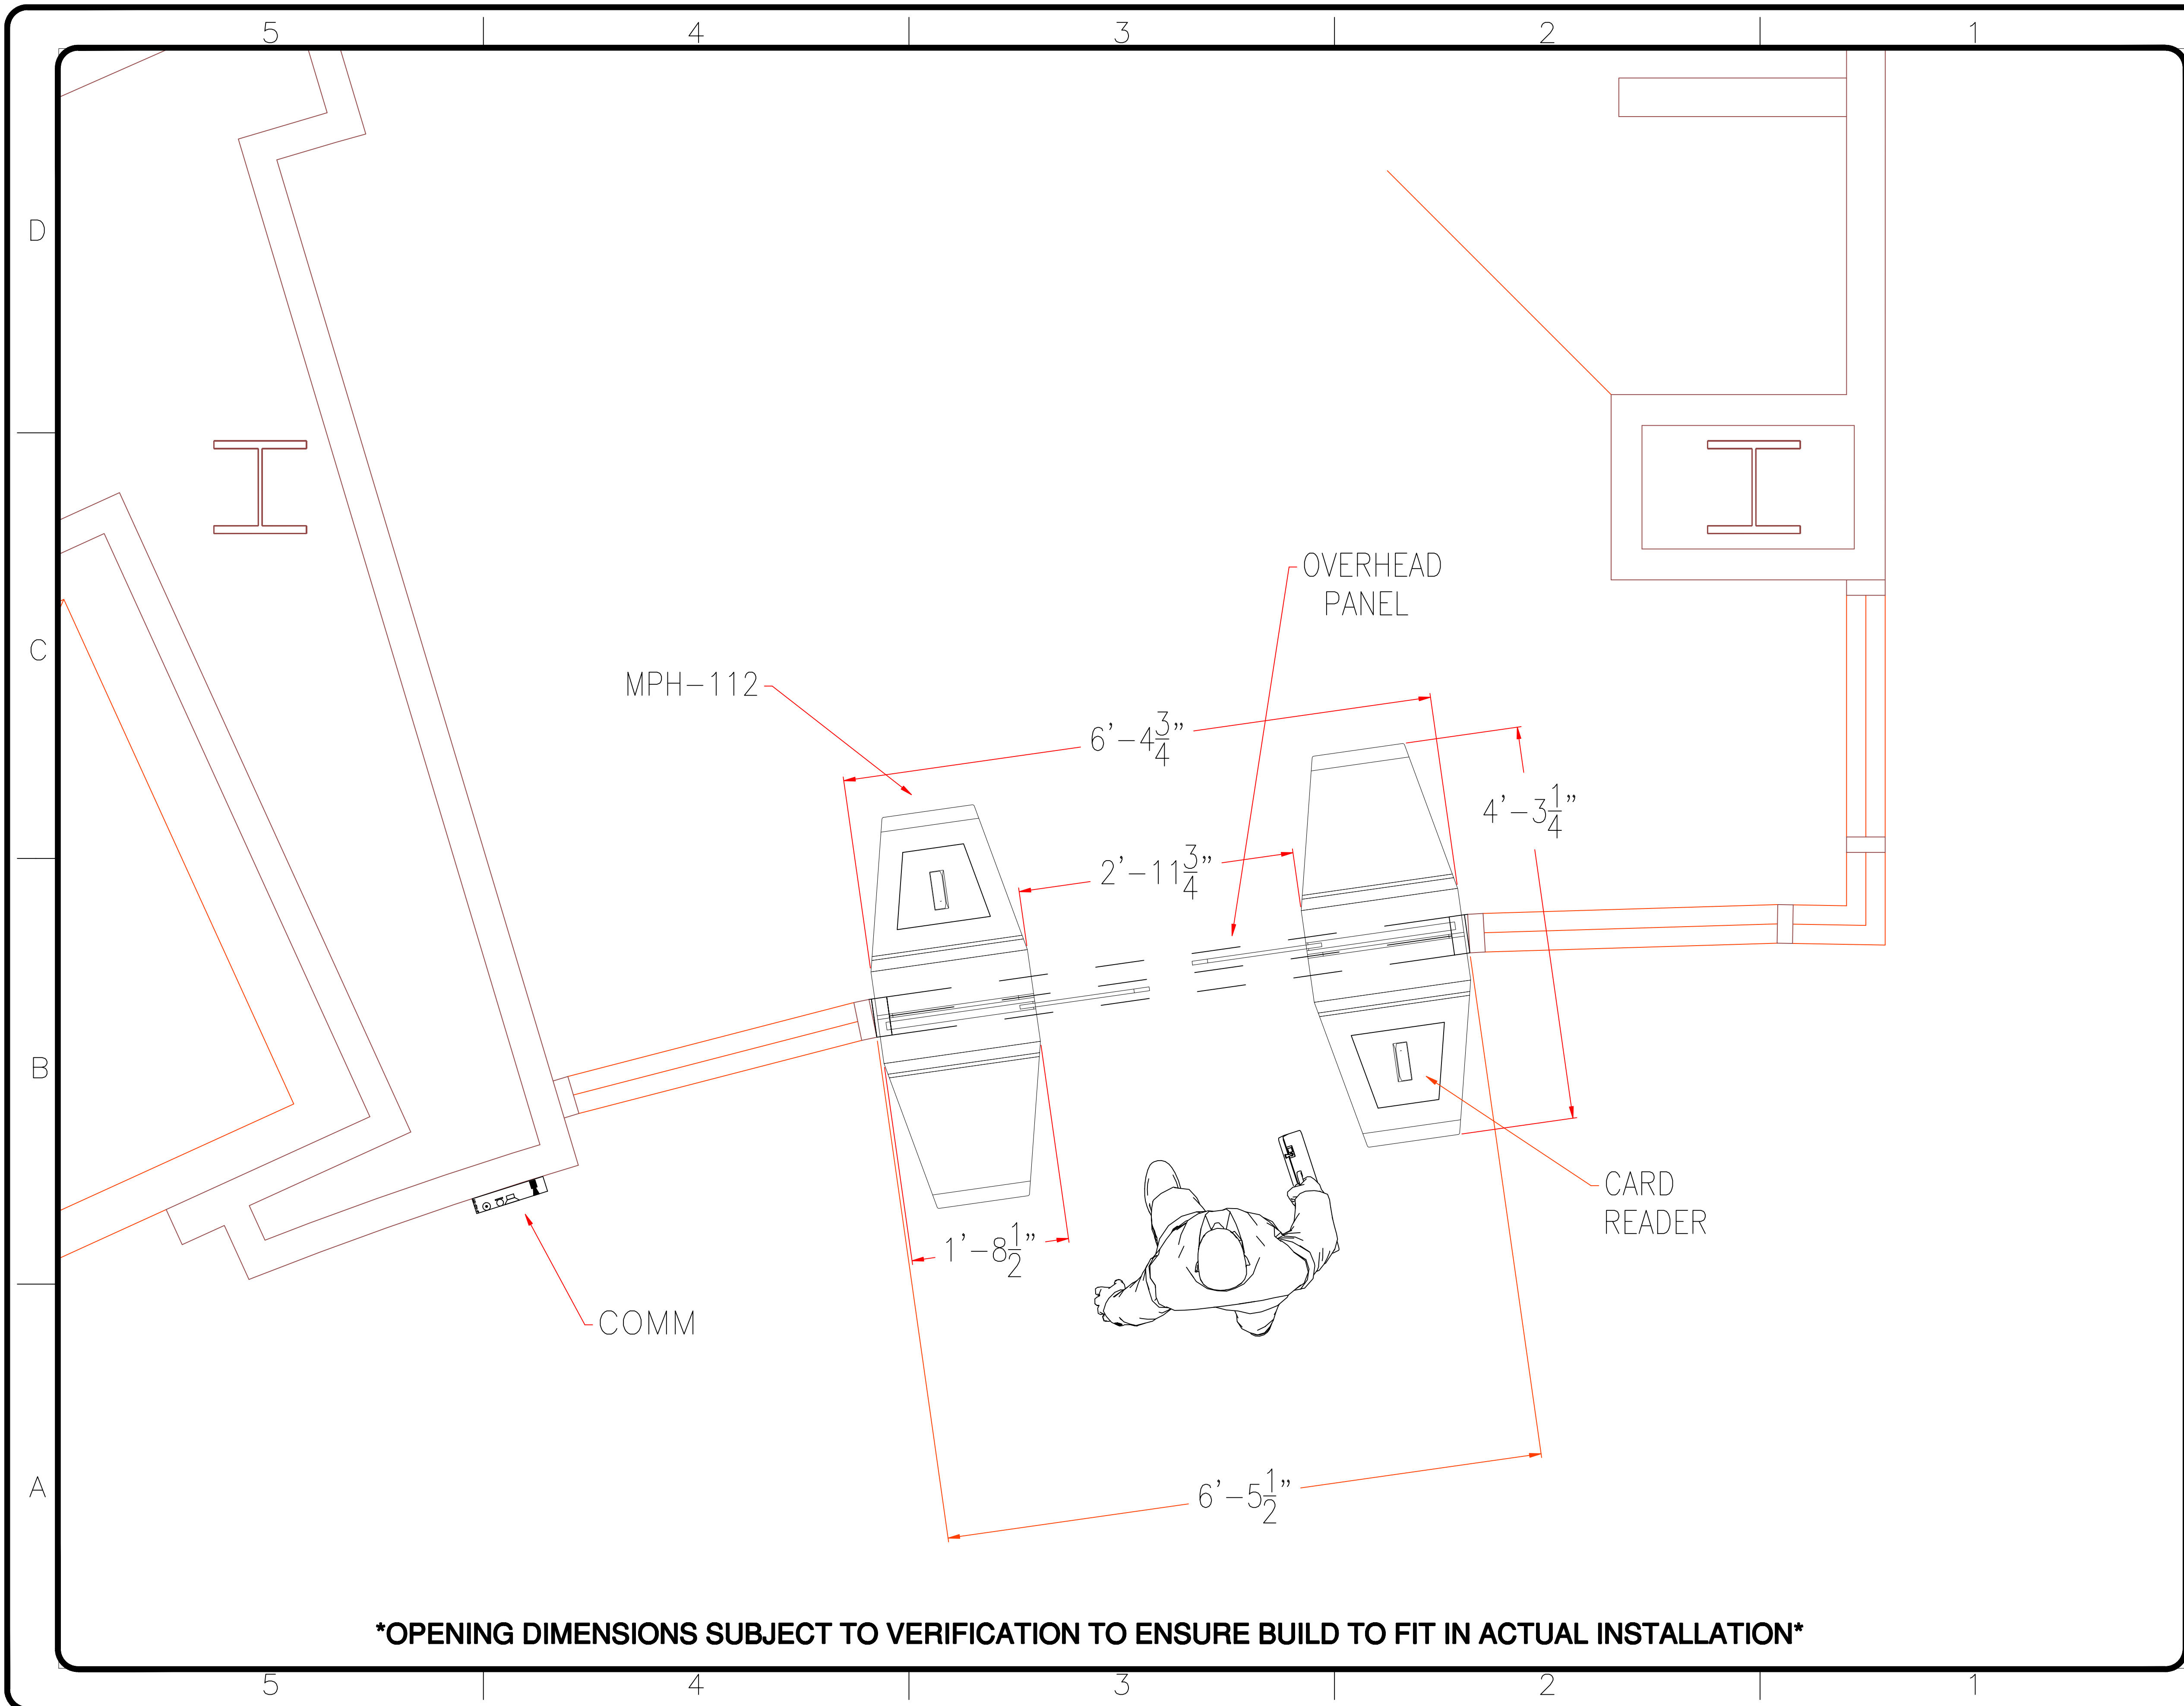 5 4 3 2 1
D
OVERHEAD
PANEL
C
MPH-112
6'-4 3/4"
4'-3 1/4"
2'-11 3/4"
B
CARD
READER
1'-8 1/2"
COMM
A
6'-5 1/2"
*OPENING DIMENSIONS SUBJECT TO VERIFICATION TO ENSURE BUILD TO FIT IN ACTUAL INSTALLATION*
5 4 3 2 1